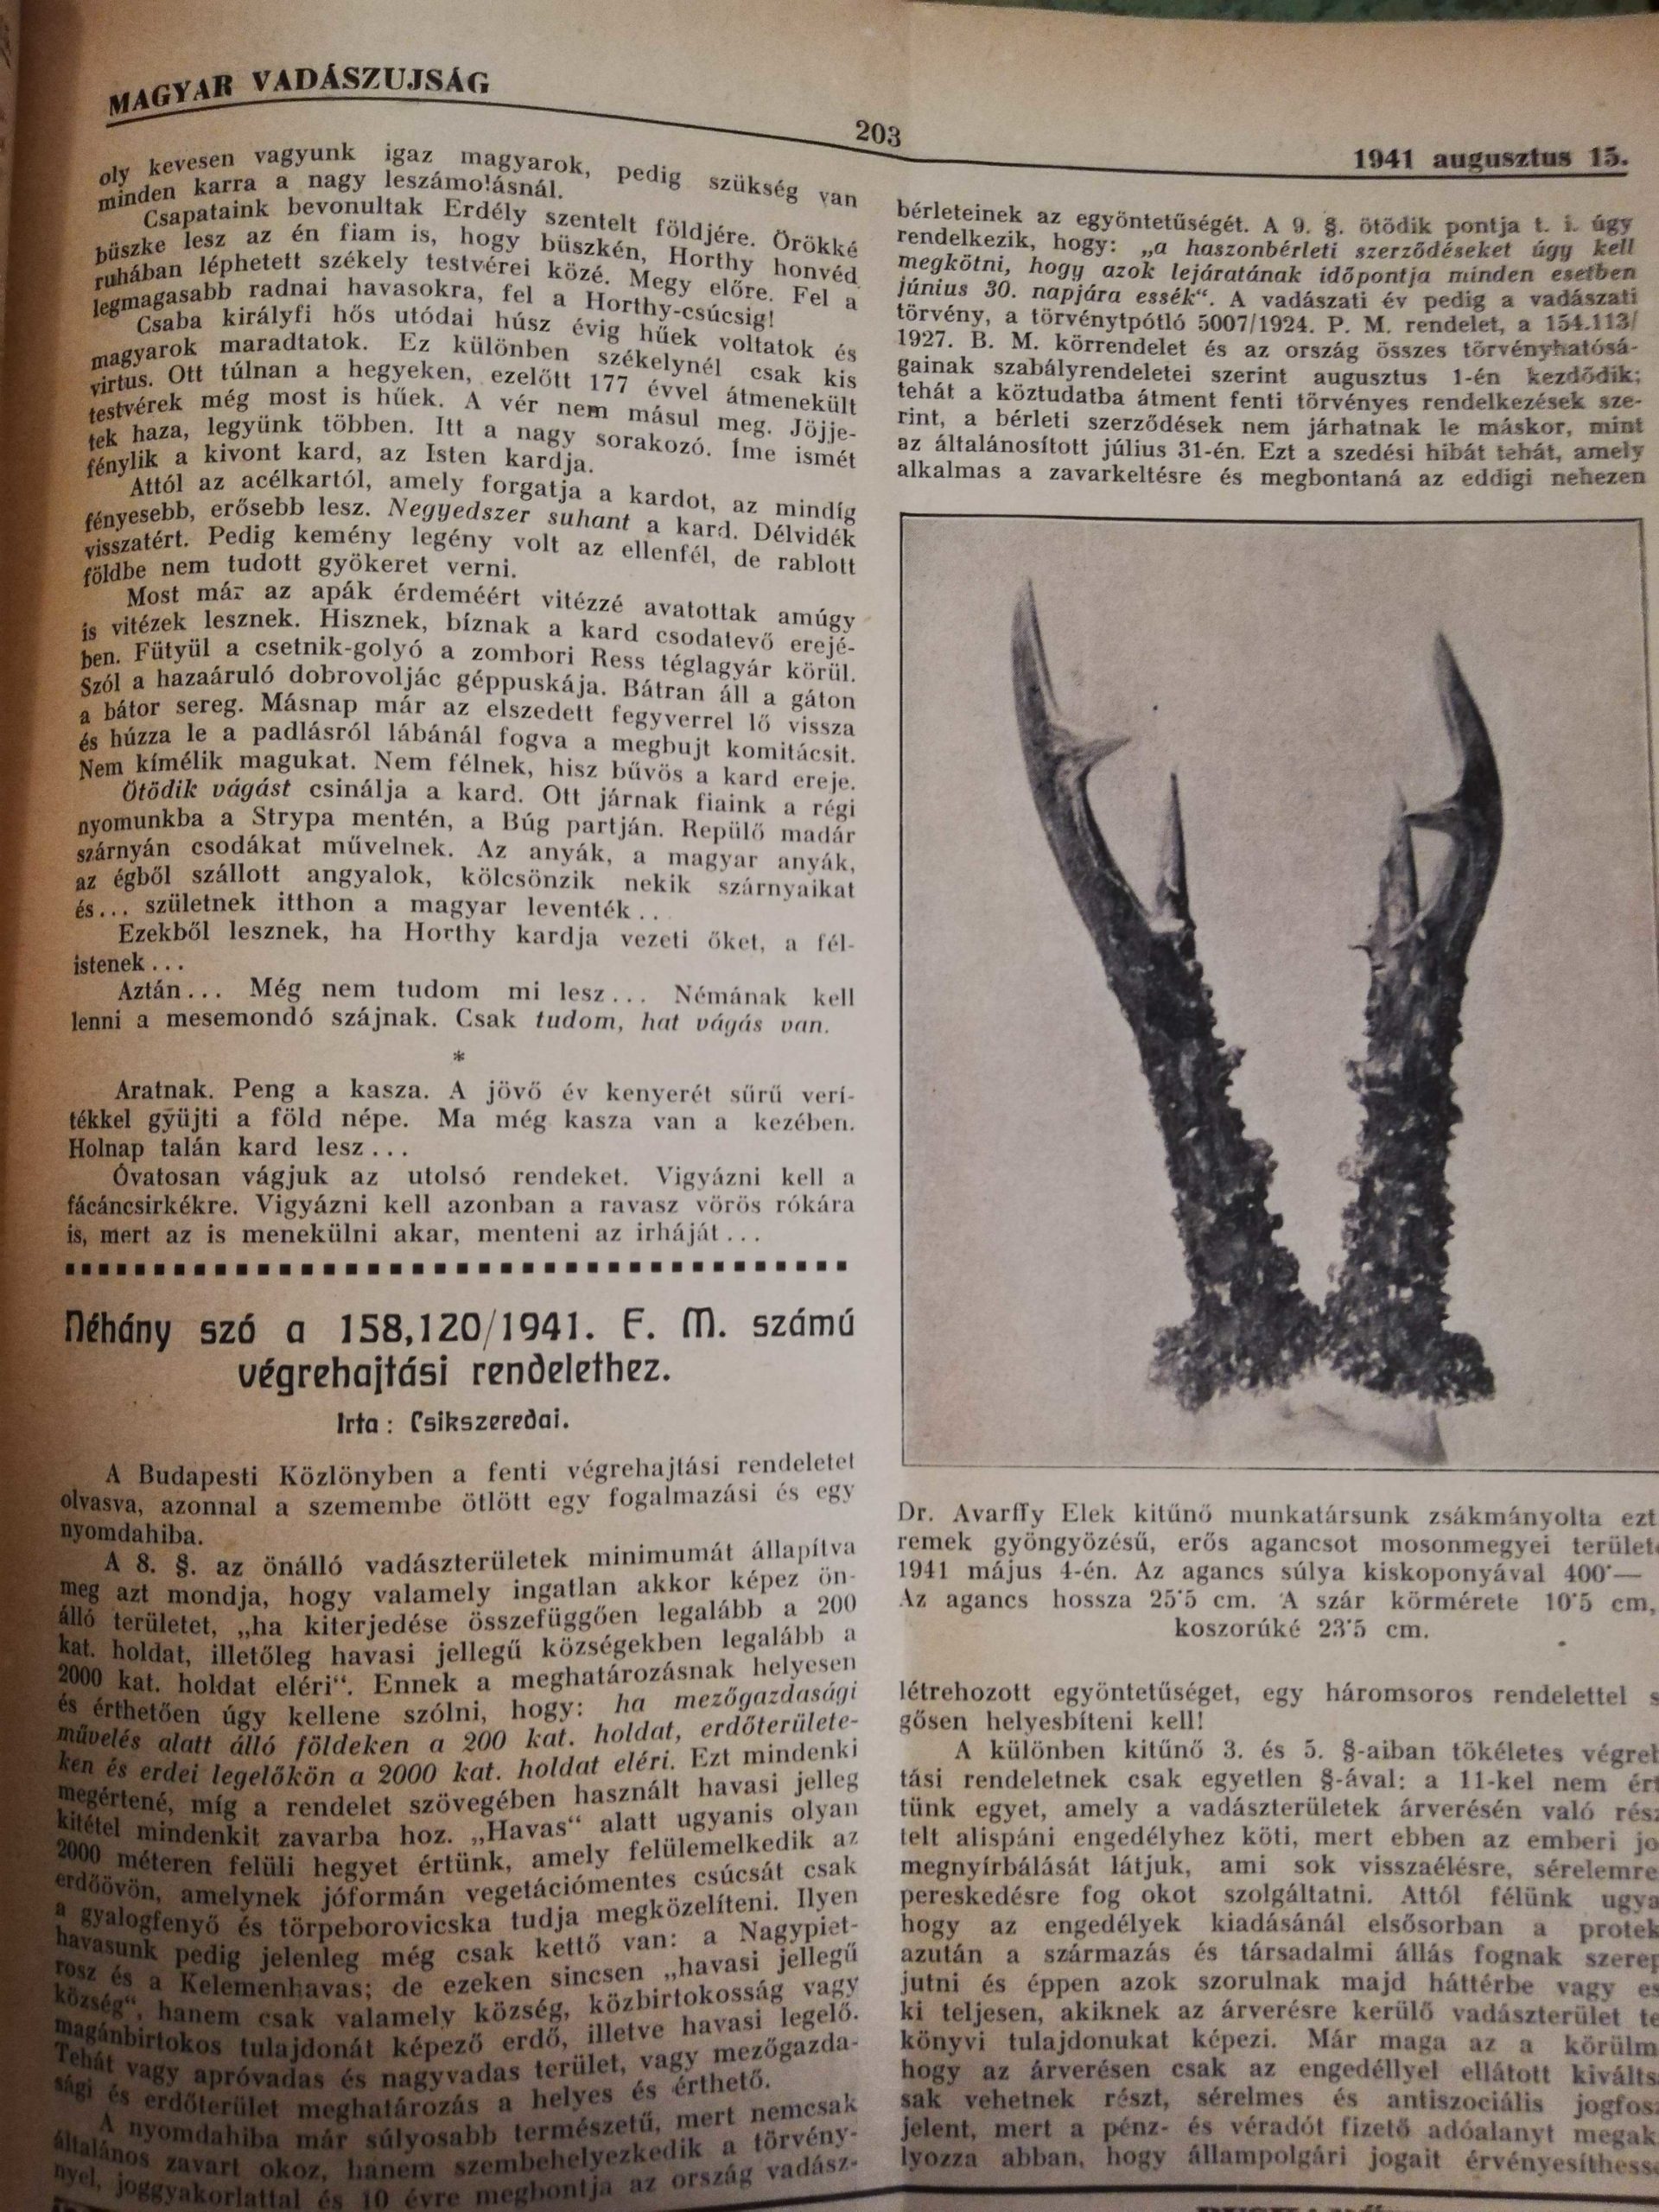 MAGYAR VADÁSZUJSÁG
203
1941 augusztus 15.
oly kevesen vagyunk igaz magyarok, pedig szükség van
minden karra a nagy leszámolásnál.
Csapataink bevonultak Erdély szentelt földjére. Örökké
büszke lesz az én fiam is, hogy büszkén, Horthy honvéd
ruhában léphetett székely testvérei közé. Megy előre. Fel a
legmagasabb radnai havasokra, fel a Horthy-csúcsig!
Csaba királyfi hős utódai húsz évig hűek voltatok és
magyarok maradtatok. Ez különben székelynél csak kis
virtus. Ott túlnan a hegyeken, ezelőtt 177 évvel átmenekült
testvérek még most is hűek. A vér nem másul meg. Jöjje-
tek haza, legyünk többen. Itt a nagy sorakozó. Íme ismét
fénylik a kivont kard, az Isten kardja.
Attól az acélkartól, amely forgatja a kardot, az mindíg
fényesebb, erősebb lesz. Negyedszer suhant a kard. Délvidék
visszatért. Pedig kemény legény volt az ellenfél, de rablott
földbe nem tudott gyökeret verni.
Most már az apák érdeméért vitézzé avatottak amúgy
is vitézek lesznek. Hisznek, bíznak a kard csodatevő erejé-
ben. Fütyül a csetnik-golyó a zombori Ress téglagyár körül.
Szól a hazaáruló dobrovoljác géppuskája. Bátran áll a gáton
a bátor sereg. Másnap már az elszedett fegyverrel lő vissza
és húzza le a padlásról lábánál fogva a megbujt komitácsit.
Nem kímélik magukat. Nem félnek, hisz bűvös a kard ereje.
Ötödik vágást csinálja a kard. Ott járnak fiaink a régi
nyomunkba a Strypa mentén, a Búg partján. Repülő madár
szárnyán csodákat művelnek. Az anyák, a magyar anyák,
az égből szállott angyalok, kölcsönzik nekik szárnyaikat
és... születnek itthon a magyar leventék..
Ezekből lesznek, ha Horthy kardja vezeti őket, a fél-
istenek...
Aztán... Még nem tudom mi lesz... Némának kell
lenni a mesemondó szájnak. Csak tudom, hat vágás van.
*
Aratnak. Peng a kasza. A jövő év kenyerét sűrű verí-
tékkel gyüjti a föld népe. Ma még kasza van a kezében.
Holnap talán kard lesz...
Óvatosan vágjuk az utolsó rendeket. Vigyázni kell a
fácáncsirkékre. Vigyázni kell azonban a ravasz vörös rókára
is, mert az is menekülni akar, menteni az irháját...
Néhány szó a 158,120/1941. F. M. számú
végrehajtási rendelethez.
Irta: Csikszeredai.
A Budapesti Közlönyben a fenti végrehajtási rendeletet
olvasva, azonnal a szemembe ötlött egy fogalmazási és egy
nyomdahiba.
A 8. §. az önálló vadászterületek minimumát állapítva
meg azt mondja, hogy valamely ingatlan akkor képez ön-
álló területet, „ha kiterjedése összefüggően legalább a 200
kat. holdat, illetőleg havasi jellegű községekben legalább a
2000 kat. holdat eléri“. Ennek a meghatározásnak helyesen
és érthetően úgy kellene szólni, hogy: ha mezőgazdasági
művelés alatt álló földeken a 200 kat. holdat, erdőterülete-
ken és erdei legelőkön a 2000 kat. holdat eléri. Ezt mindenki
megértené, míg a rendelet szövegében használt havasi jelleg
kitétel mindenkit zavarba hoz. „Havas“ alatt ugyanis olyan
2000 méteren felüli hegyet értünk, amely felülemelkedik az
erdőövön, amelynek jóformán vegetációmentes csúcsát csak
a gyalogfenyő és törpeborovicska tudja megközelíteni. Ilyen
havasunk pedig jelenleg még csak kettő van: a Nagypiet-
rosz és a Kelemenhavas; de ezeken sincsen „havasi jellegű
község“, hanem csak valamely község, közbirtokosság vagy
magánbirtokos tulajdonát képező erdő, illetve havasi legelő.
Tehát vagy apróvadas és nagyvadas terület, vagy mezőgazda-
sági és erdőterület meghatározás a helyes és érthető.
A nyomdahiba már súlyosabb természetű, mert nemcsak
általános zavart okoz, hanem szembehelyezkedik a törvény-
nyel, joggyakorlattal és 10 évre megbontja az ország vadász-
bérleteinek az egyöntetűségét. A 9. §. ötödik pontja t. i. úgy
rendelkezik, hogy: „a haszonbérleti szerződéseket úgy kell
megkötni, hogy azok lejáratának időpontja minden esetben
június 30. napjára essék“. A vadászati év pedig a vadászati
törvény, a törvénytpótló 5007/1924. P. M. rendelet, a 154.113/
1927. B. M. körrendelet és az ország összes törvényhatósá-
gainak szabályrendeletei szerint augusztus 1-én kezdődik;
tehát a köztudatba átment fenti törvényes rendelkezések sze-
rint, a bérleti szerződések nem járhatnak le máskor, mint
az általánosított július 31-én. Ezt a szedési hibát tehát, amely
alkalmas a zavarkeltésre és megbontaná az eddigi nehezen
Dr. Avarffy Elek kitűnő munkatársunk zsákmányolta ezt
remek gyöngyözésű, erős agancsot mosonmegyei terület
1941 május 4-én. Az agancs súlya kiskoponyával 400·—
Az agancs hossza 25·5 cm. A szár körmérete 10·5 cm,
koszorúké 23·5 cm.
létrehozott egyöntetűséget, egy háromsoros rendelettel s
gősen helyesbíteni kell!
A különben kitűnő 3. és 5. §-aiban tökéletes végreh
tási rendeletnek csak egyetlen §-ával: a 11-kel nem ért
tünk egyet, amely a vadászterületek árverésén való rész
telt alispáni engedélyhez köti, mert ebben az emberi jo
megnyírbálását látjuk, ami sok visszaélésre, sérelemre
pereskedésre fog okot szolgáltatni. Attól félünk ugya
hogy az engedélyek kiadásánál elsősorban a protek
azután a származás és társadalmi állás fognak szerep
jutni és éppen azok szorulnak majd háttérbe vagy es
ki teljesen, akiknek az árverésre kerülő vadászterület te
könyvi tulajdonukat képezi. Már maga az a körülm
hogy az árverésen csak az engedéllyel ellátott kiválts
sak vehetnek részt, sérelmes és antiszociális jogfosz
jelent, mert a pénz- és véradót fizető adóalanyt megak
lyozza abban, hogy állampolgári jogait érvényesíthess